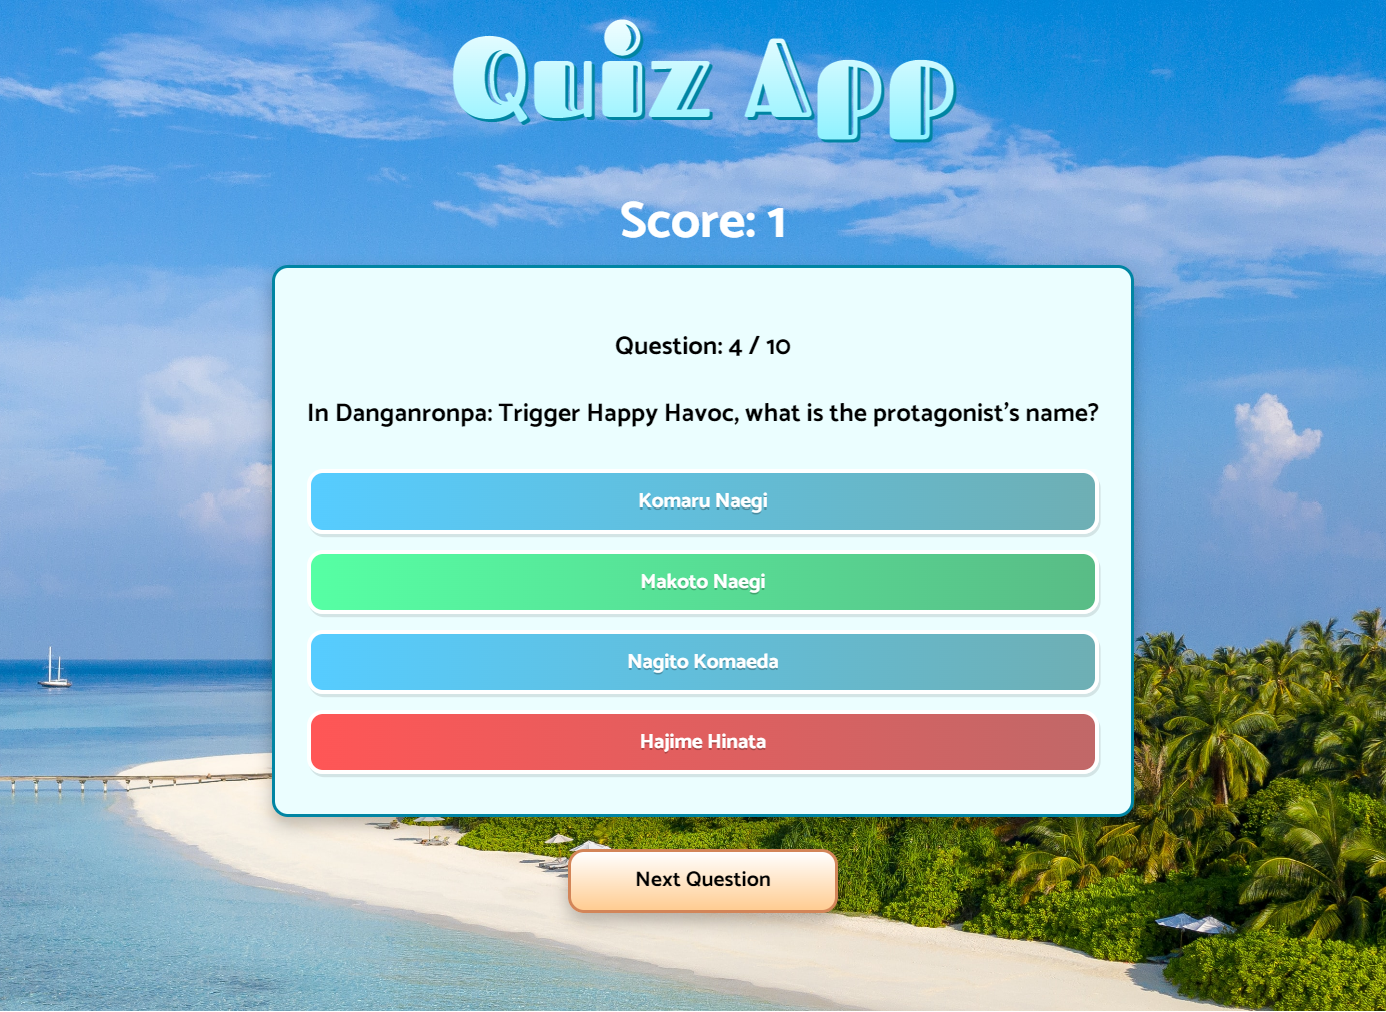 Quiz App
Score: 1
Question: 4 / 10
In Danganronpa: Trigger Happy Havoc, what is the protagonist's name?
Komaru Naegi
Makoto Naegi
Nagito Komaeda
Hajime Hinata
Next Question